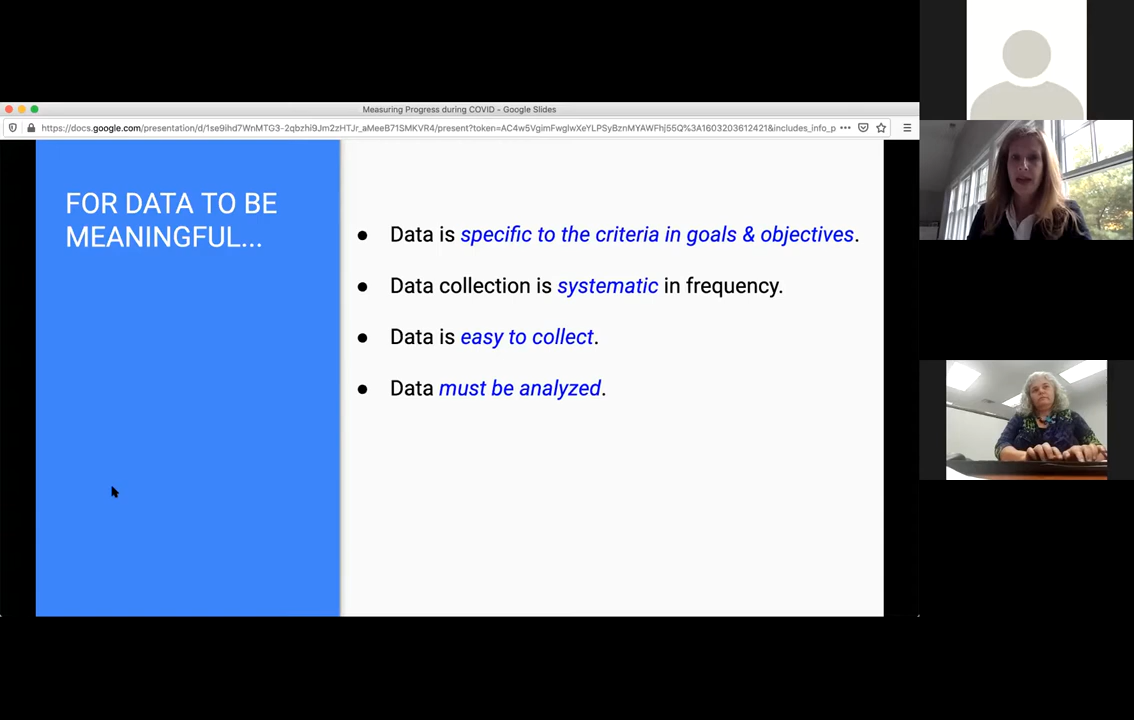 Measuring Progress during COVID - Google Slides
FOR DATA TO BE
MEANINGFUL...
● Data is specific to the criteria in goals & objectives.
● Data collection is systematic in frequency.
● Data is easy to collect.
● Data must be analyzed.